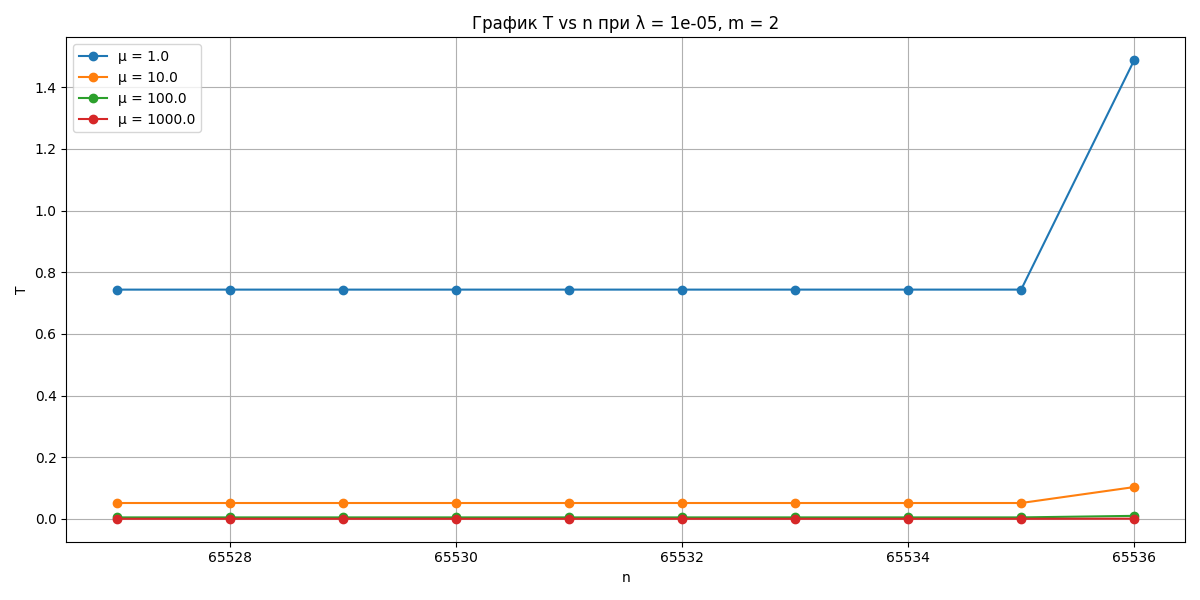 График T vs n при λ = 1e-05, m = 2
μ = 1.0
μ = 10.0
μ = 100.0
μ = 1000.0
1.4
1.2
1.0
0.8
0.6
0.4
0.2
0.0
T
65528 65530 65532 65534 65536
n